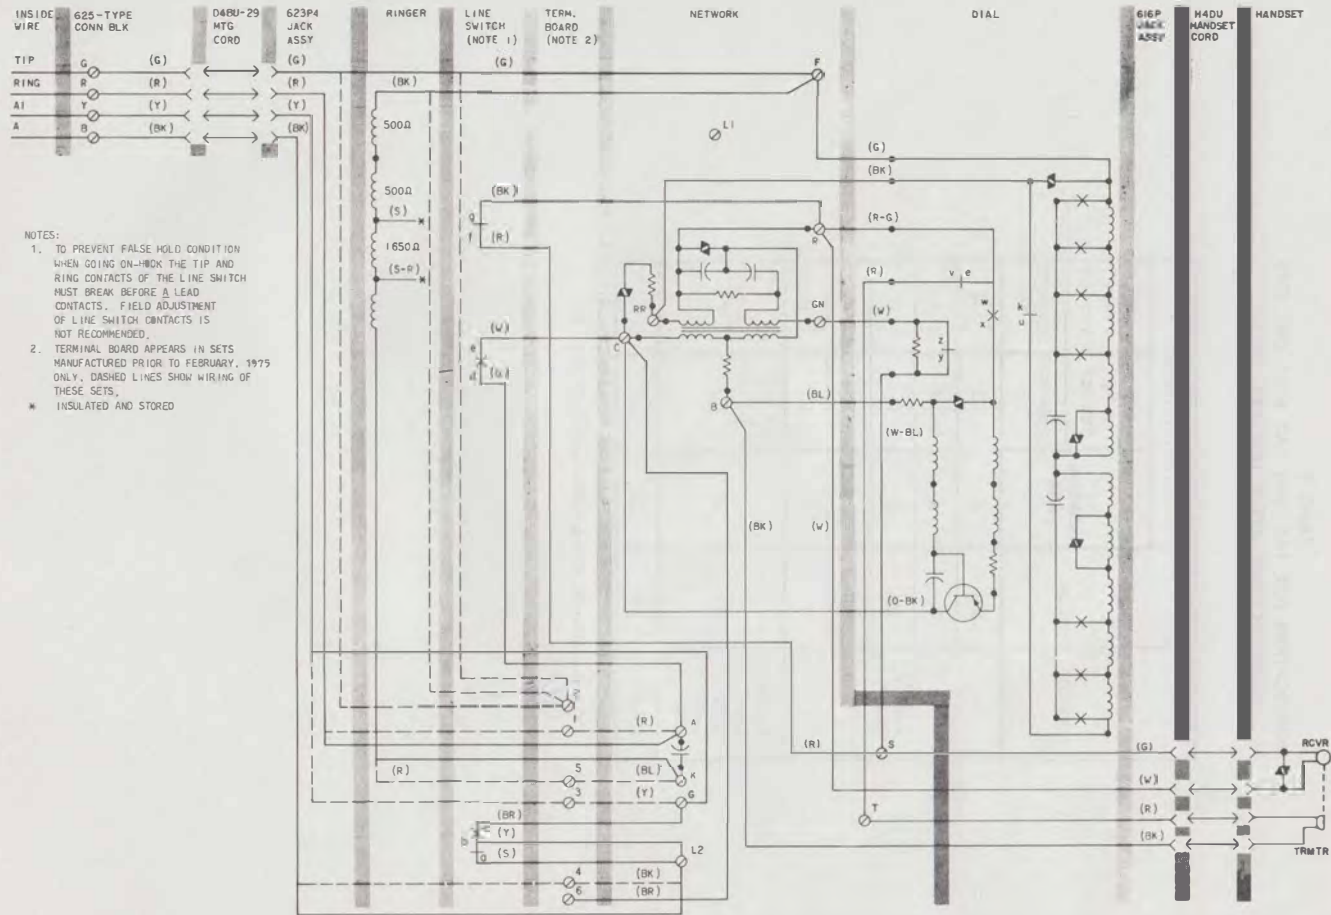 INSIDE WIRE
625-TYPE CONN BLK
D4BU-29 MTG CORD
623P4 JACK ASSY
RINGER
LINE SWITCH (NOTE 1)
TERM. BOARD (NOTE 2)
NETWORK
DIAL
616P JACK ASSY
H4DU HANDSET CORD
HANDSET
TIP G (G) (G) (G) F
RING R (R) (R) (BK)
A1 Y (Y) (Y)
A B (BK) (BK)
500Ω
L1
(G)
(BK)
500Ω
(BK)
(S) *
g
(R-G)
f (R)
R
1650Ω
(S-R) *
(R) v e
RR
w
k
GN (W)
x
u
(W)
C
z
e
y
d (G)
(BL)
B
(W-BL)
NOTES:
1. TO PREVENT FALSE HOLD CONDITION
WHEN GOING ON-HOOK THE TIP AND
RING CONTACTS OF THE LINE SWITCH
MUST BREAK BEFORE A LEAD
CONTACTS. FIELD ADJUSTMENT
OF LINE SWITCH CONTACTS IS
NOT RECOMMENDED.
2. TERMINAL BOARD APPEARS IN SETS
MANUFACTURED PRIOR TO FEBRUARY, 1975
ONLY. DASHED LINES SHOW WIRING OF
THESE SETS.
* INSULATED AND STORED
(BK) (W)
(O-BK)
2
1 (R) A
(R) S (G) RCVR
(R) 5 (BL) K
(W)
3 (Y) G
(BR)
T (R)
(Y)
(BK)
TRMTR
a (S) L2
4 (BK)
6 (BR)